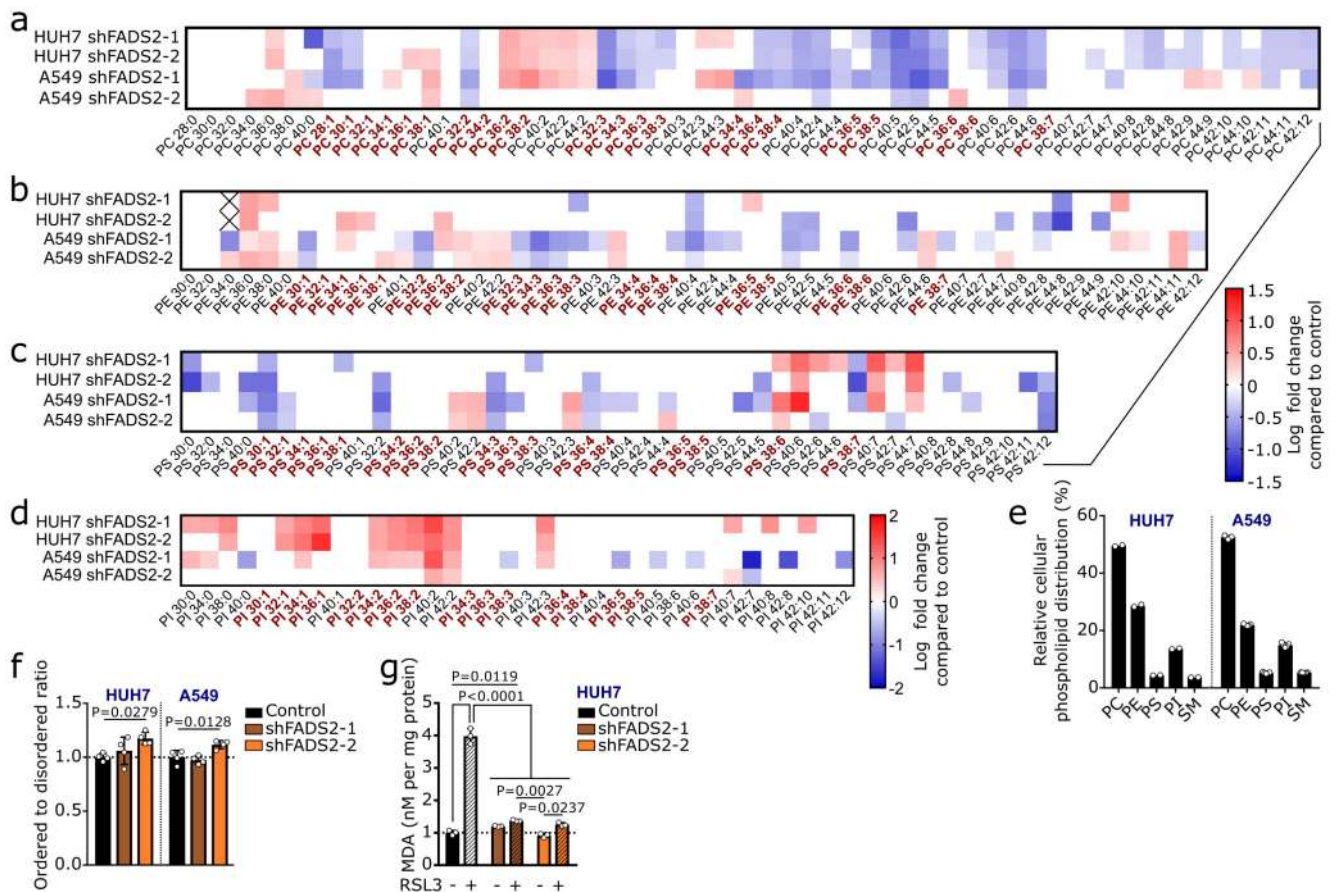 a
HUH7 shFADS2-1
HUH7 shFADS2-2
A549 shFADS2-1
A549 shFADS2-2
PC 28:0 PC 30:0 PC 32:0 PC 34:0 PC 36:0 PC 38:0 PC 40:0 PC 28:1 PC 30:1 PC 32:1 PC 34:1 PC 36:1 PC 38:1 PC 40:1 PC 32:2 PC 34:2 PC 36:2 PC 38:2 PC 40:2 PC 42:2 PC 44:2 PC 32:3 PC 34:3 PC 36:3 PC 38:3 PC 40:3 PC 42:3 PC 44:3 PC 34:4 PC 36:4 PC 38:4 PC 40:4 PC 42:4 PC 44:4 PC 36:5 PC 38:5 PC 40:5 PC 42:5 PC 44:5 PC 36:6 PC 38:6 PC 40:6 PC 42:6 PC 44:6 PC 38:7 PC 40:7 PC 42:7 PC 44:7 PC 40:8 PC 42:8 PC 44:8 PC 42:9 PC 44:9 PC 42:10 PC 44:10 PC 42:11 PC 44:11 PC 42:12
b
HUH7 shFADS2-1
HUH7 shFADS2-2
A549 shFADS2-1
A549 shFADS2-2
PE 30:0 PE 32:0 PE 34:0 PE 36:0 PE 38:0 PE 40:0 PE 30:1 PE 32:1 PE 34:1 PE 36:1 PE 38:1 PE 40:1 PE 32:2 PE 36:2 PE 38:2 PE 40:2 PE 42:2 PE 32:3 PE 34:3 PE 36:3 PE 38:3 PE 40:3 PE 42:3 PE 34:4 PE 36:4 PE 38:4 PE 40:4 PE 42:4 PE 44:4 PE 36:5 PE 38:5 PE 40:5 PE 42:5 PE 44:5 PE 36:6 PE 38:6 PE 40:6 PE 42:6 PE 44:6 PE 38:7 PE 40:7 PE 42:7 PE 44:7 PE 40:8 PE 42:8 PE 44:8 PE 42:9 PE 44:9 PE 42:10 PE 44:10 PE 42:11 PE 44:11 PE 42:12
c
HUH7 shFADS2-1
HUH7 shFADS2-2
A549 shFADS2-1
A549 shFADS2-2
PS 30:0 PS 32:0 PS 34:0 PS 40:0 PS 30:1 PS 32:1 PS 34:1 PS 36:1 PS 38:1 PS 40:1 PS 32:2 PS 34:2 PS 36:2 PS 38:2 PS 40:2 PS 42:2 PS 34:3 PS 36:3 PS 38:3 PS 40:3 PS 42:3 PS 36:4 PS 38:4 PS 40:4 PS 42:4 PS 44:4 PS 36:5 PS 38:5 PS 40:5 PS 42:5 PS 44:5 PS 38:6 PS 40:6 PS 42:6 PS 44:6 PS 38:7 PS 40:7 PS 42:7 PS 44:7 PS 40:8 PS 42:8 PS 44:8 PS 42:9 PS 42:10 PS 42:11 PS 42:12
1.5
1.0
0.5
0
-0.5
-1.0
-1.5
Log fold change
compared to control
d
HUH7 shFADS2-1
HUH7 shFADS2-2
A549 shFADS2-1
A549 shFADS2-2
PI 30:0 PI 34:0 PI 38:0 PI 40:0 PI 30:1 PI 32:1 PI 34:1 PI 36:1 PI 40:1 PI 32:2 PI 34:2 PI 36:2 PI 38:2 PI 40:2 PI 42:2 PI 34:3 PI 36:3 PI 38:3 PI 40:3 PI 42:3 PI 36:4 PI 38:4 PI 40:4 PI 36:5 PI 38:5 PI 40:5 PI 38:6 PI 40:6 PI 38:7 PI 40:7 PI 42:7 PI 40:8 PI 42:8 PI 42:10 PI 42:11 PI 42:12
2
1
0
-1
-2
Log fold change
compared to control
e
Relative cellular
phospholipid distribution (%)
60
40
20
0
HUH7
A549
PC PE PS PI SM PC PE PS PI SM
f
Ordered to disordered ratio
1.5
1.0
0.5
0.0
HUH7
A549
P=0.0279
P=0.0128
Control
shFADS2-1
shFADS2-2
g
MDA (nM per mg protein)
5
4
3
2
1
0
P=0.0119
P<0.0001
P=0.0027
P=0.0237
RSL3 - + - + - +
HUH7
Control
shFADS2-1
shFADS2-2